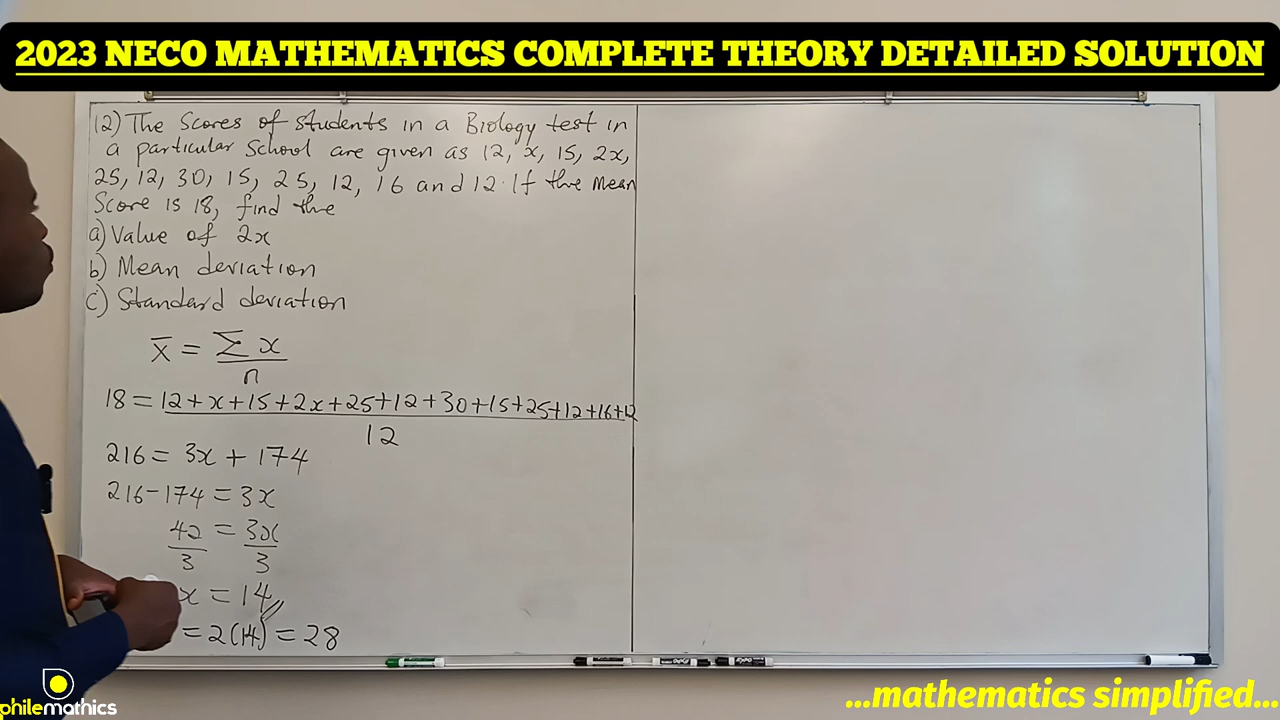 2023 NECO MATHEMATICS COMPLETE THEORY DETAILED SOLUTION
12) The Scores of students in a Biology test in
a particular School are given as 12, x, 15, 2x,
25, 12, 30, 15, 25, 12, 16 and 12. If the Mean
Score is 18, find the
a) Value of 2x
b) Mean deviation
c) Standard deviation
x̄ = Σx/n
18 = 12+x+15+2x+25+12+30+15+25+12+16+12
12
216 = 3x + 174
216-174 = 3x
42/3 = 3x/3
x = 14
= 2(14) = 28
philemathics
...mathematics simplified...